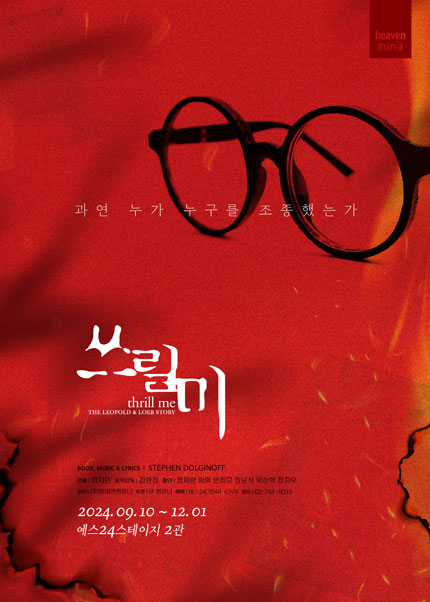 heaven
mania
과연 누가 누구를 조종했는가
쓰릴미
thrill me
THE LEOPOLD & LOEB STORY
BOOK, MUSIC & LYRICS : STEPHEN DOLGINOFF
2024. 09. 10 ~ 12. 01
예스24스테이지 2관